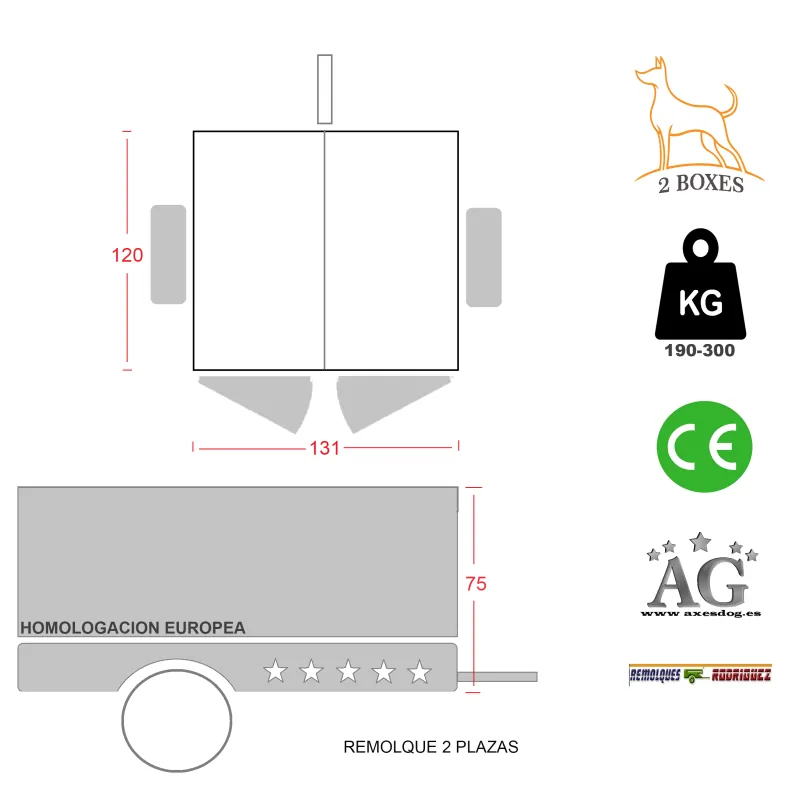 2 BOXES
120
KG
190-300
131
CE
75
AG
www.axesdog.es
HOMOLOGACION EUROPEA
REMOLQUES RODRIGUEZ
REMOLQUE 2 PLAZAS